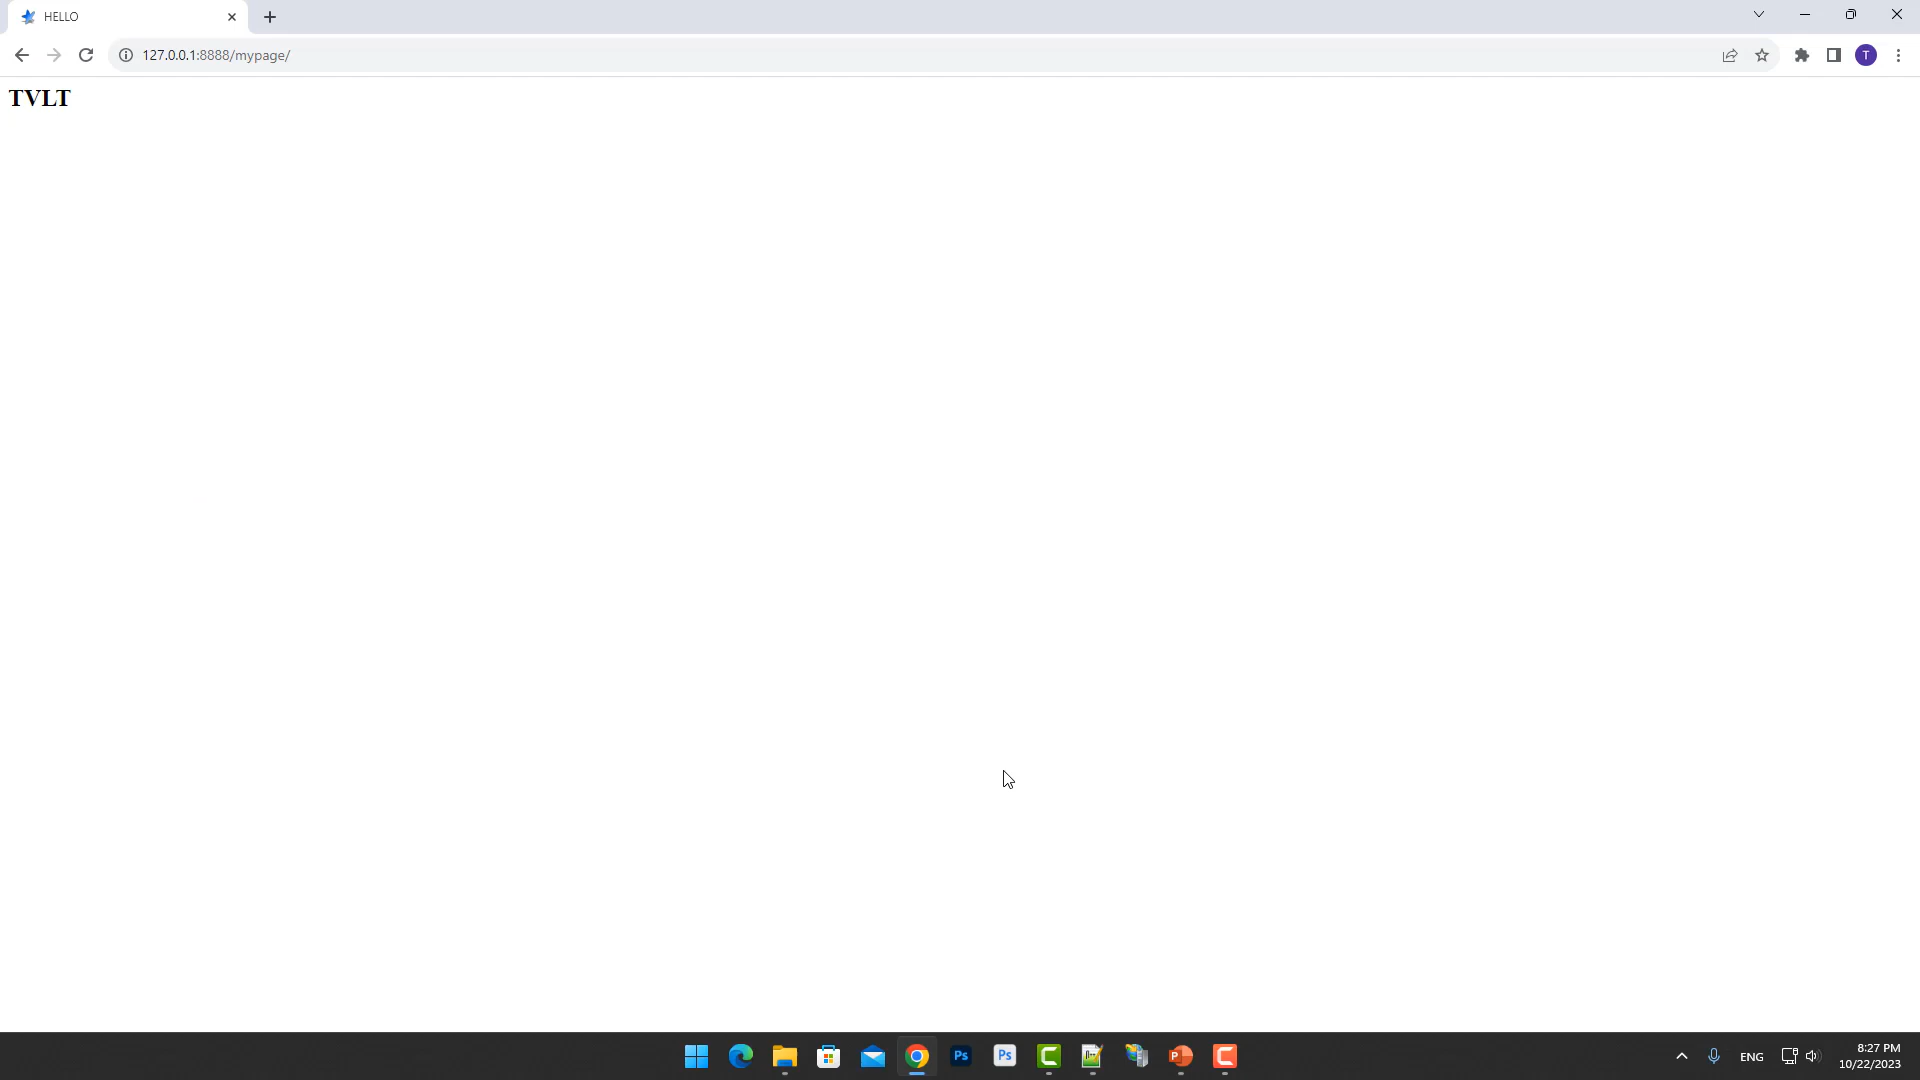 HELLO
127.0.0.1:8888/mypage/
T
TVLT
Ps
Ps
P
ENG
8:27 PM
10/22/2023